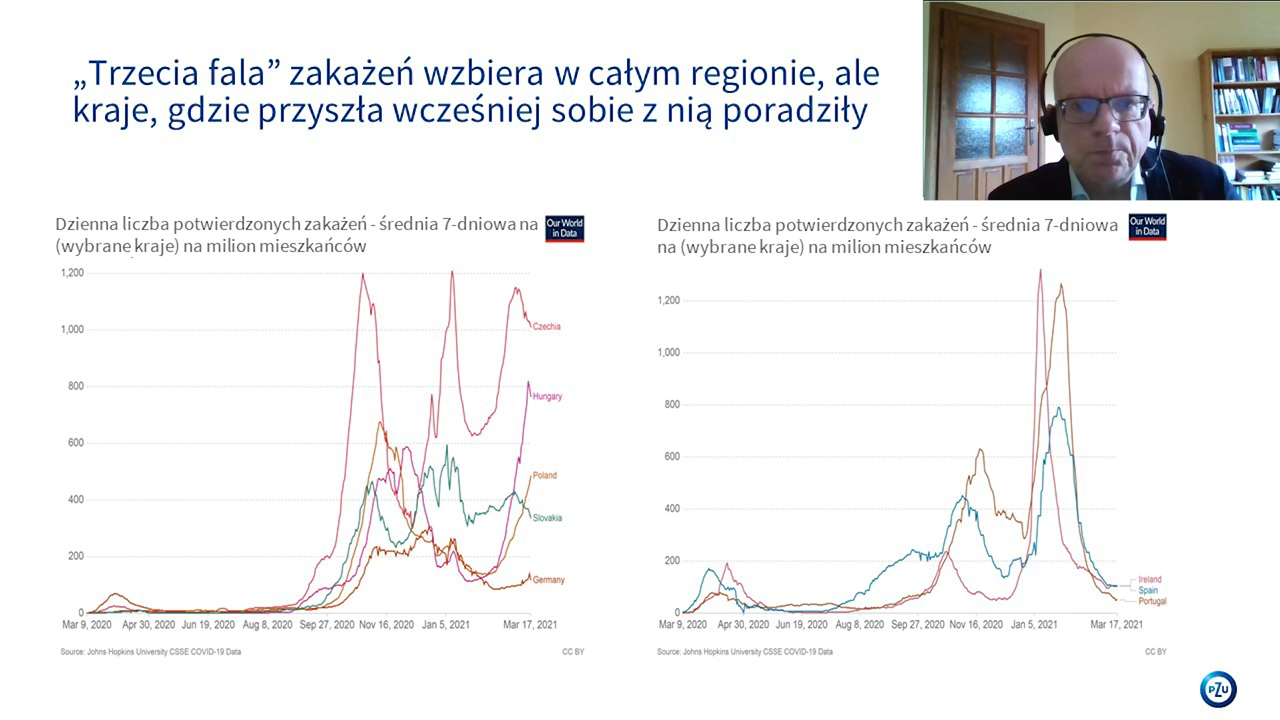 „Trzecia fala” zakażeń wzbiera w całym regionie, ale
kraje, gdzie przyszła wcześniej sobie z nią poradziły
Dzienna liczba potwierdzonych zakażeń - średnia 7-dniowa na
(wybrane kraje) na milion mieszkańców
Our World
in Data
1,200
1,000
800
600
400
200
0
Czechia
Hungary
Poland
Slovakia
Germany
Mar 9, 2020 Apr 30, 2020 Jun 19, 2020 Aug 8, 2020 Sep 27, 2020 Nov 16, 2020 Jan 5, 2021 Mar 17, 2021
Source: Johns Hopkins University CSSE COVID-19 Data CC BY
Dzienna liczba potwierdzonych zakażeń - średnia 7-dniowa
na (wybrane kraje) na milion mieszkańców
Our World
in Data
1,200
1,000
800
600
400
200
0
Ireland
Spain
Portugal
Mar 9, 2020 Apr 30, 2020 Jun 19, 2020 Aug 8, 2020 Sep 27, 2020 Nov 16, 2020 Jan 5, 2021 Mar 17, 2021
Source: Johns Hopkins University CSSE COVID-19 Data CC BY
PZU